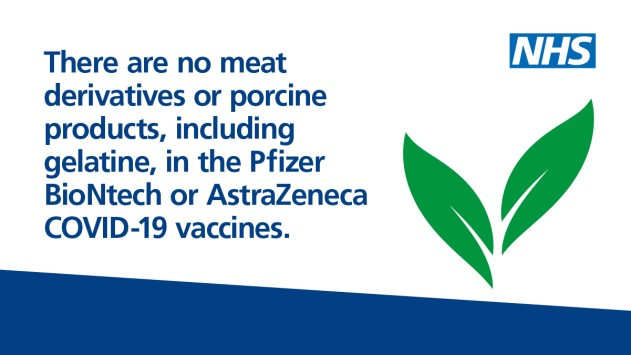 NHS
There are no meat
derivatives or porcine
products, including
gelatine, in the Pfizer
BioNtech or AstraZeneca
COVID-19 vaccines.